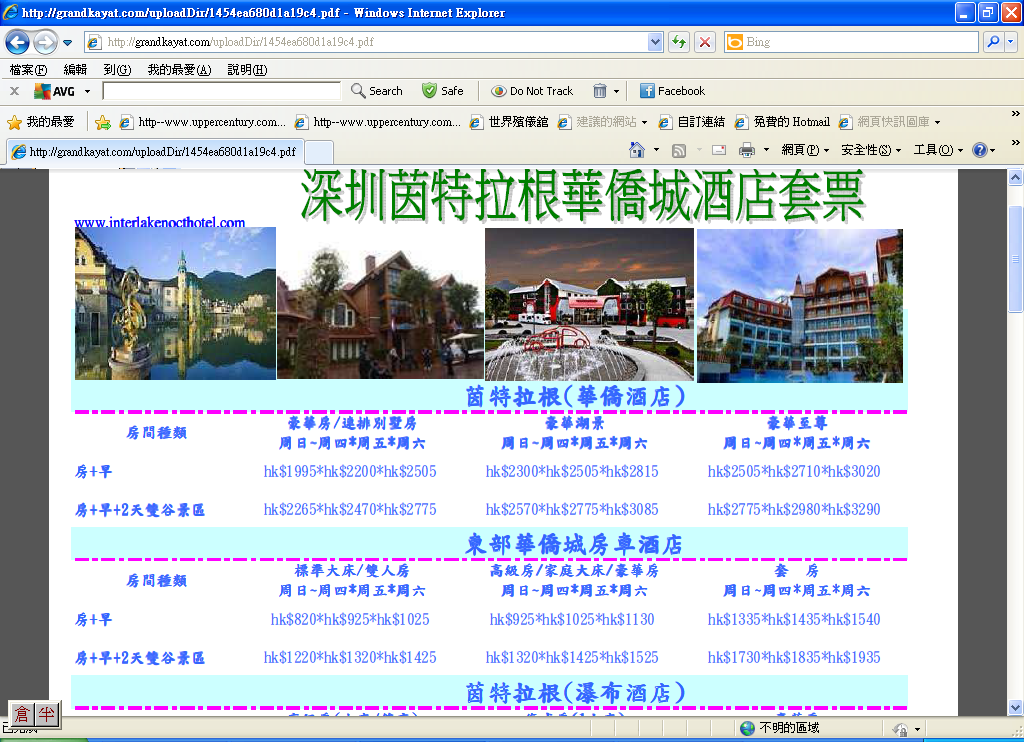 http://grandkayat.com/uploadDir/1454ea680d1a19c4.pdf - Windows Internet Explorer
http://grandkayat.com/uploadDir/1454ea680d1a19c4.pdf
Bing
檔案(F) 編輯 到(G) 我的最愛(A) 說明(H)
AVG Search Safe Do Not Track Facebook
我的最愛 http--www.uppercentury.com... http--www.uppercentury.com... 世界殯儀舘 建議的網站 自訂連結 免費的 Hotmail 網頁快訊圖庫
http://grandkayat.com/uploadDir/1454ea680d1a19c4.pdf 網頁(P) 安全性(S) 工具(O)
深圳茵特拉根華僑城酒店套票
www.interlakenocthotel.com
茵特拉根(華僑酒店)
房間種類 豪華房/連排別墅房 豪華湖景 豪華至尊
周日~周四*周五*周六 周日~周四*周五*周六 周日~周四*周五*周六
房+早 hk$1995*hk$2200*hk$2505 hk$2300*hk$2505*hk$2815 hk$2505*hk$2710*hk$3020
房+早+2天雙谷景區 hk$2265*hk$2470*hk$2775 hk$2570*hk$2775*hk$3085 hk$2775*hk$2980*hk$3290
東部華僑城房車酒店
房間種類 標準大床/雙人房 高級房/家庭大床/豪華房 套 房
周日~周四*周五*周六 周日~周四*周五*周六 周日~周四*周五*周六
房+早 hk$820*hk$925*hk$1025 hk$925*hk$1025*hk$1130 hk$1335*hk$1435*hk$1540
房+早+2天雙谷景區 hk$1220*hk$1320*hk$1425 hk$1320*hk$1425*hk$1525 hk$1730*hk$1835*hk$1935
茵特拉根(瀑布酒店)
倉 半
不明的區域